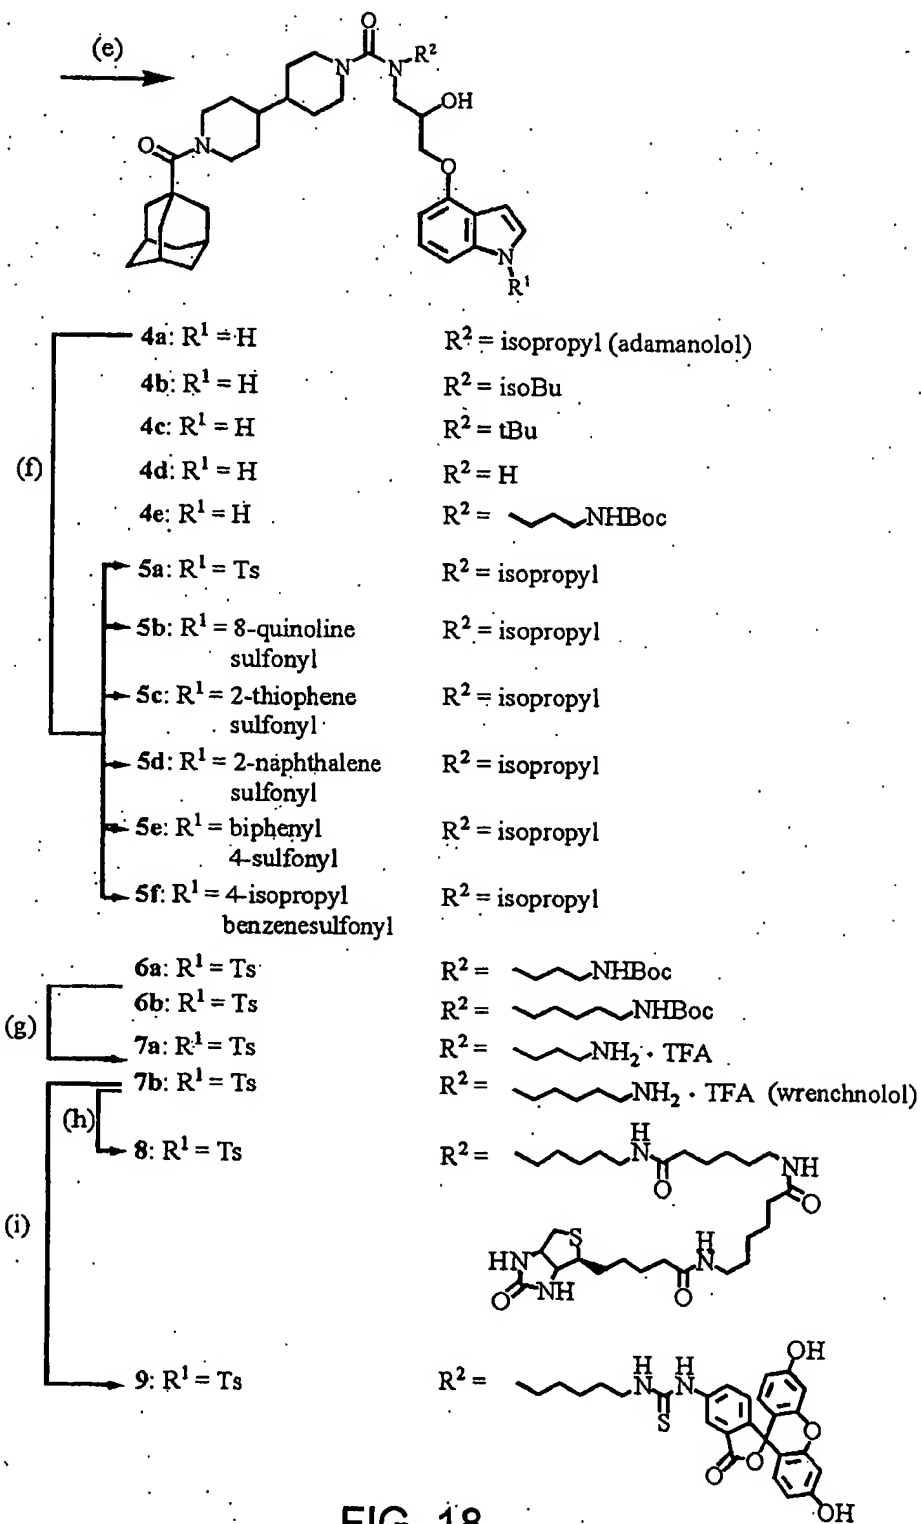 (e)
O
N
R²
N
OH
O
N
O
N
R¹
4a: R¹ = H R² = isopropyl (adamanolol)
4b: R¹ = H R² = isoBu
4c: R¹ = H R² = tBu
(f)
4d: R¹ = H R² = H
4e: R¹ = H R² = NHBoc
5a: R¹ = Ts R² = isopropyl
5b: R¹ = 8-quinoline R² = isopropyl
sulfonyl
5c: R¹ = 2-thiophene R² = isopropyl
sulfonyl
5d: R¹ = 2-naphthalene R² = isopropyl
sulfonyl
5e: R¹ = biphenyl R² = isopropyl
4-sulfonyl
5f: R¹ = 4-isopropyl R² = isopropyl
benzenesulfonyl
6a: R¹ = Ts R² = NHBoc
6b: R¹ = Ts R² = NHBoc
(g)
7a: R¹ = Ts R² = NH₂ · TFA
7b: R¹ = Ts R² = NH₂ · TFA (wrenchnolol)
(h)
8: R¹ = Ts R² = H N O NH O
(i)
HN S H N O NH O
9: R¹ = Ts R² = H N S H N O O O OH OH
FIG. 18